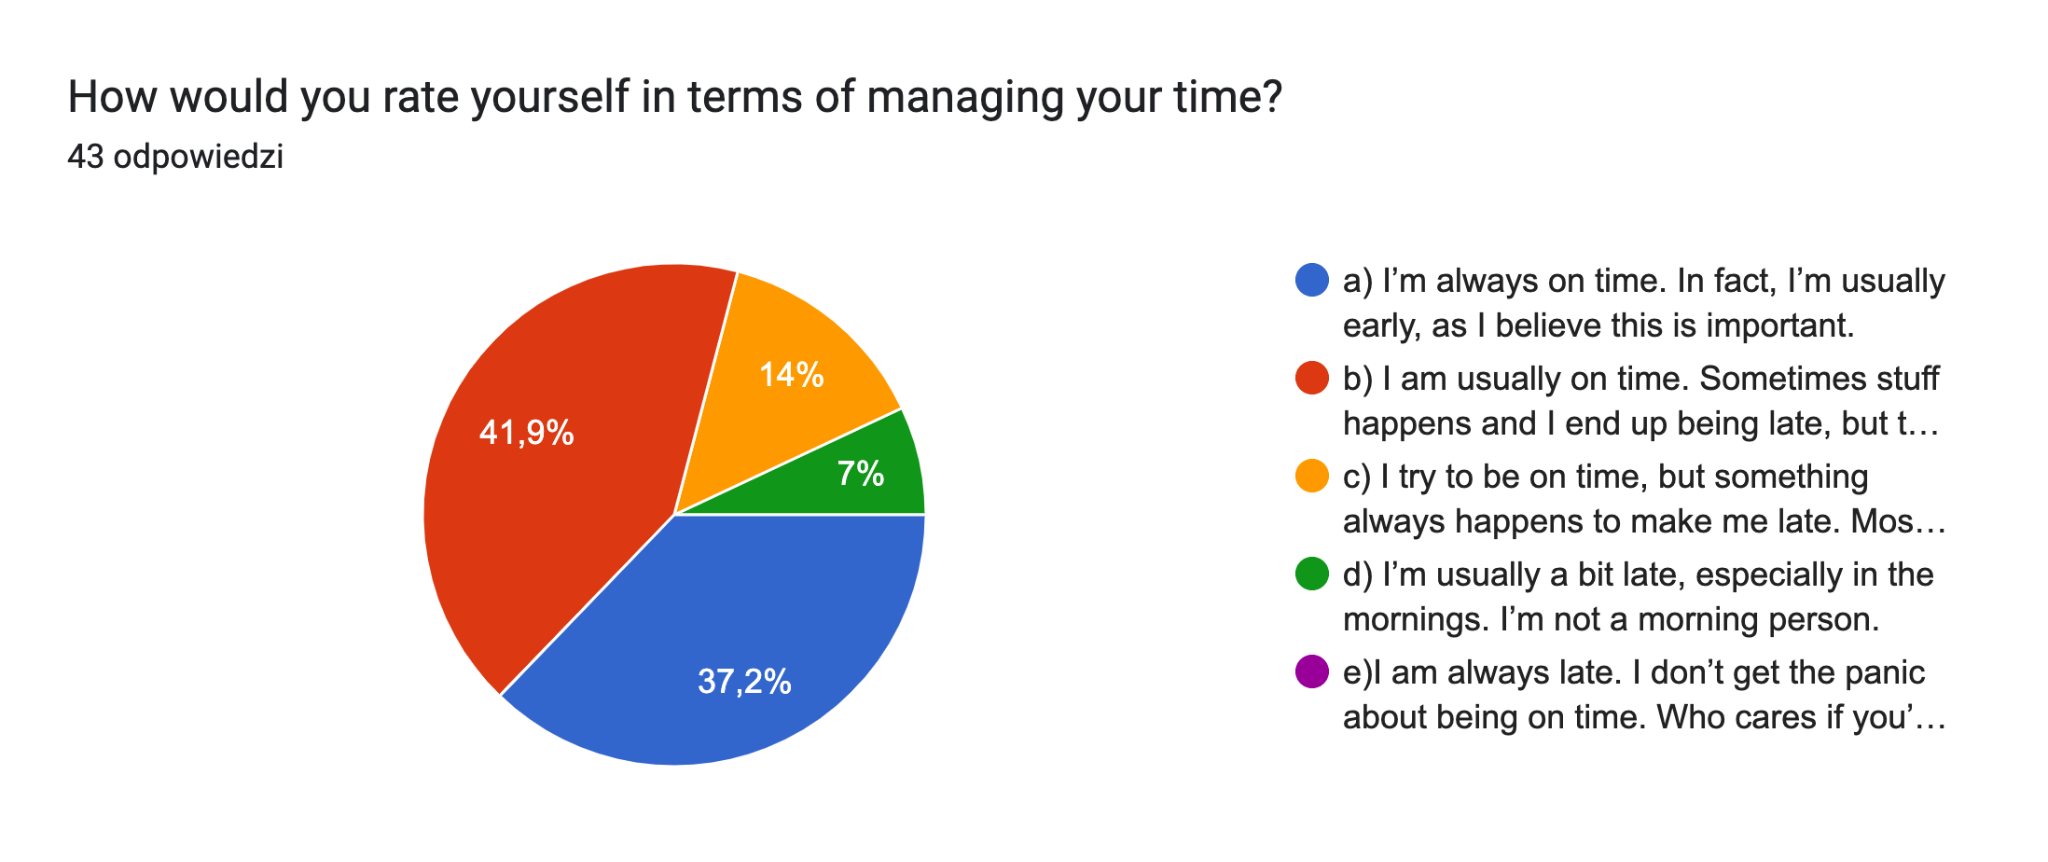 How would you rate yourself in terms of managing your time?
43 odpowiedzi
14%
41,9%
7%
37,2%
a) I’m always on time. In fact, I’m usually
early, as I believe this is important.
b) I am usually on time. Sometimes stuff
happens and I end up being late, but t…
c) I try to be on time, but something
always happens to make me late. Mos…
d) I’m usually a bit late, especially in the
mornings. I’m not a morning person.
e)I am always late. I don’t get the panic
about being on time. Who cares if you’…